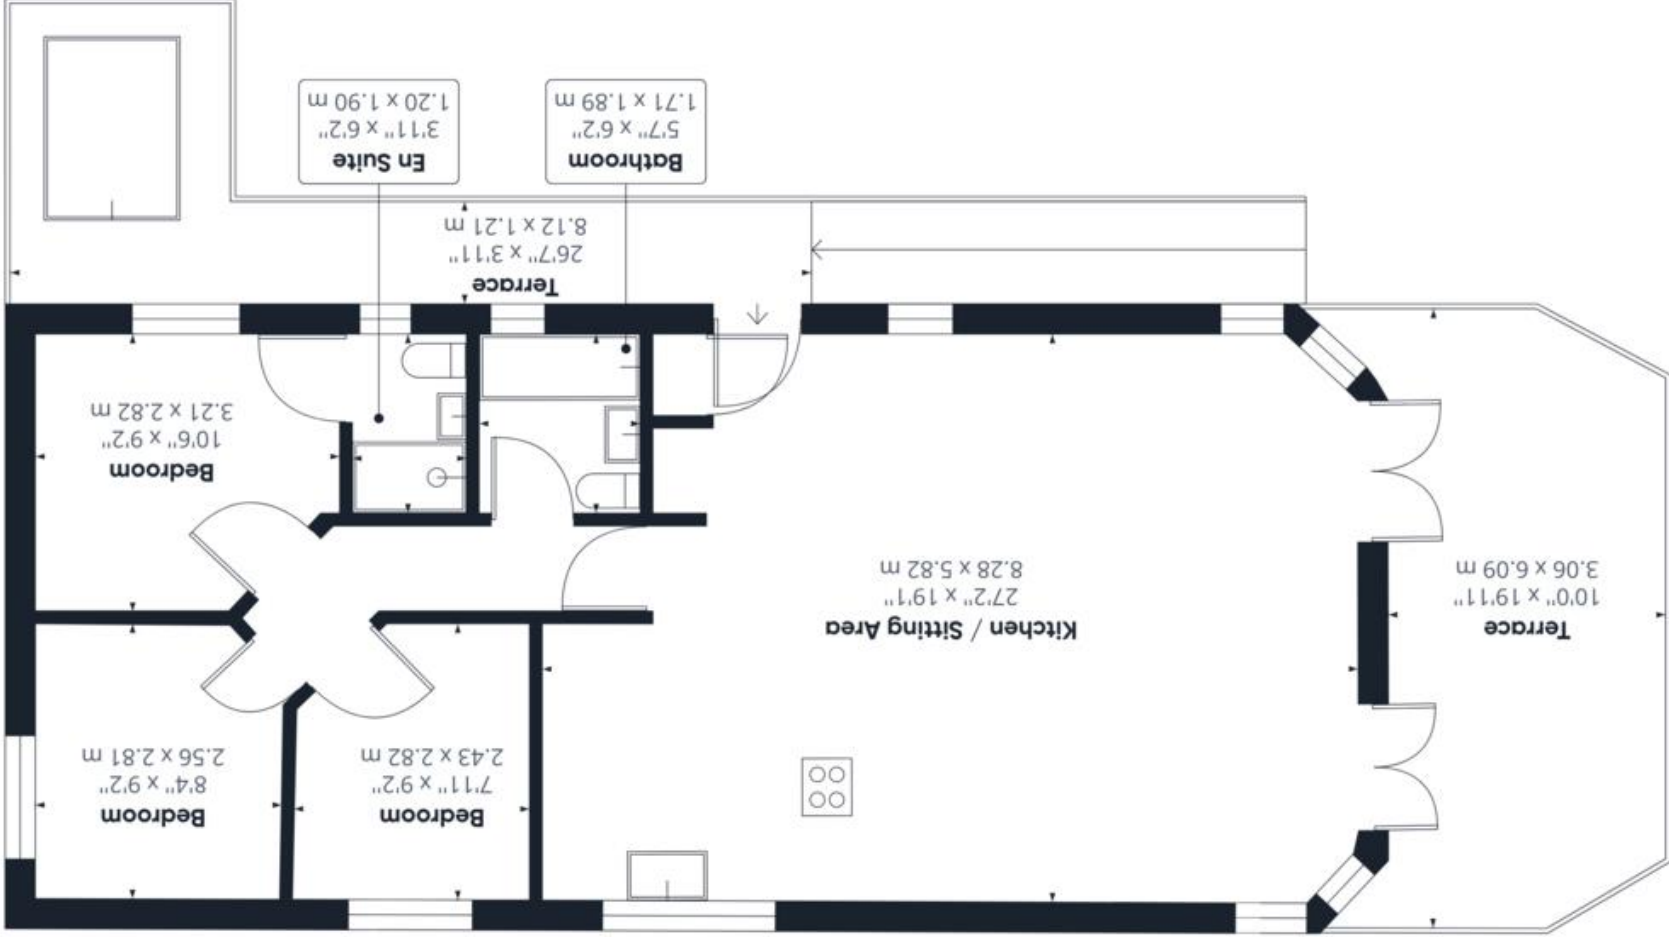 Terrace
10'0" x 19'11"
3.06 x 6.09 m
Kitchen / Sitting Area
27'2" x 19'1"
8.28 x 5.82 m
Bedroom
7'11" x 9'2"
2.43 x 2.82 m
Bedroom
8'4" x 9'2"
2.56 x 2.81 m
Bedroom
10'6" x 9'2"
3.21 x 2.82 m
Terrace
26'7" x 3'11"
8.12 x 1.21 m
Bathroom
5'7" x 6'2"
1.71 x 1.89 m
En Suite
3'11" x 6'2"
1.20 x 1.90 m